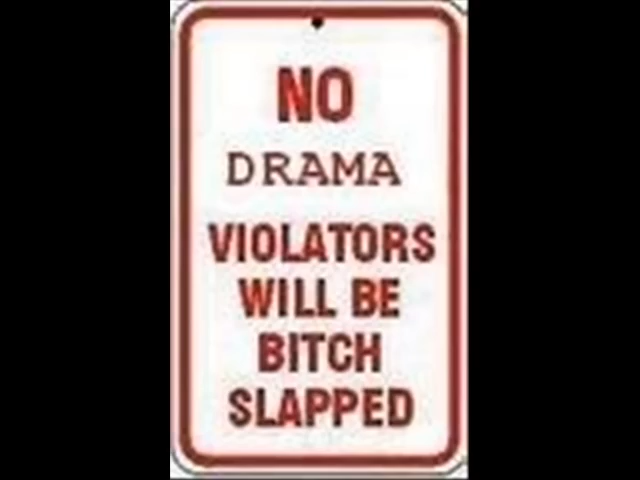 NO
DRAMA
VIOLATORS
WILL BE
BITCH
SLAPPED